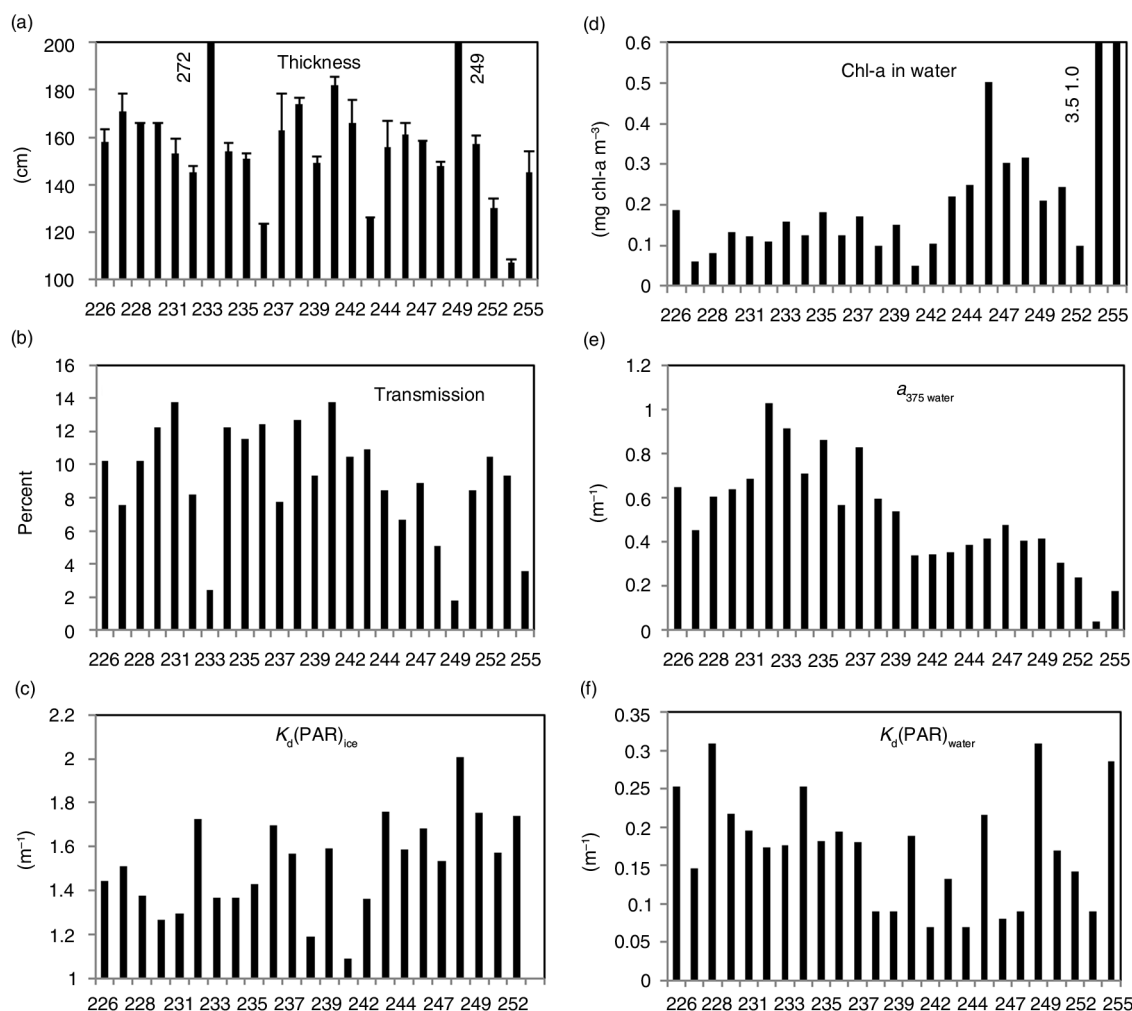 (a)
200
180
160
140
120
100
(cm)
272
Thickness
249
226 228 231 233 235 237 239 242 244 247 249 252 255
(d)
0.6
0.5
0.4
0.3
0.2
0.1
0
(mg chl-a m⁻³)
Chl-a in water
3.5 1.0
226 228 231 233 235 237 239 242 244 247 249 252 255
(b)
16
14
12
10
8
6
4
2
0
Percent
Transmission
226 228 231 233 235 237 239 242 244 247 249 252 255
(e)
1.2
1
0.8
0.6
0.4
0.2
0
(m⁻¹)
a375 water
226 228 231 233 235 237 239 242 244 247 249 252 255
(c)
2.2
2
1.8
1.6
1.4
1.2
1
(m⁻¹)
Kd(PAR)ice
226 228 231 233 235 237 239 242 244 247 249 252
(f)
0.35
0.3
0.25
0.2
0.15
0.1
0.05
0
(m⁻¹)
Kd(PAR)water
226 228 231 233 235 237 239 242 244 247 249 252 255